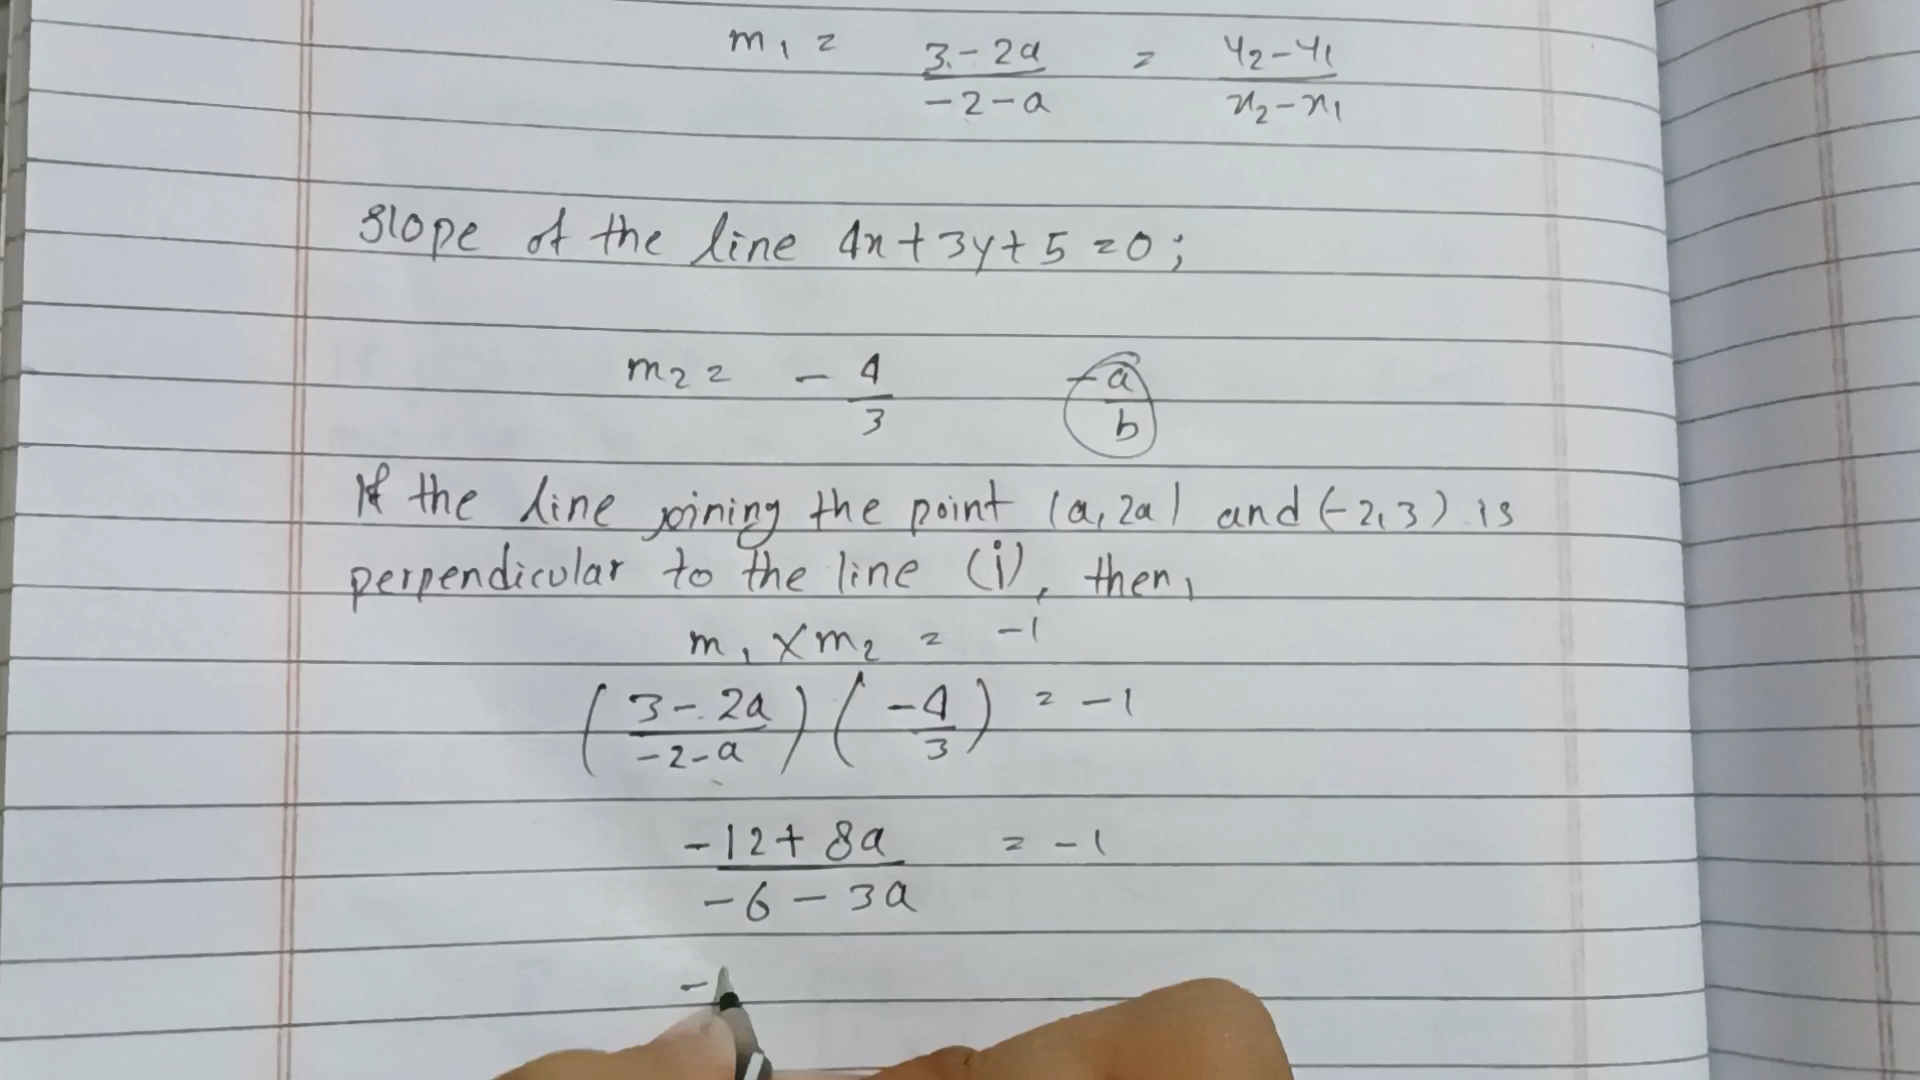 m₁ = 3-2a / -2-a = y₂-y₁ / x₂-x₁
slope of the line 4x+3y+5=0;
m₂ = -4/3 -a/b
If the line joining the point (a,2a) and (-2,3) is
perpendicular to the line (i), then,
m₁ × m₂ = -1
(3-2a / -2-a) (-4/3) = -1
-12+8a / -6-3a = -1
-